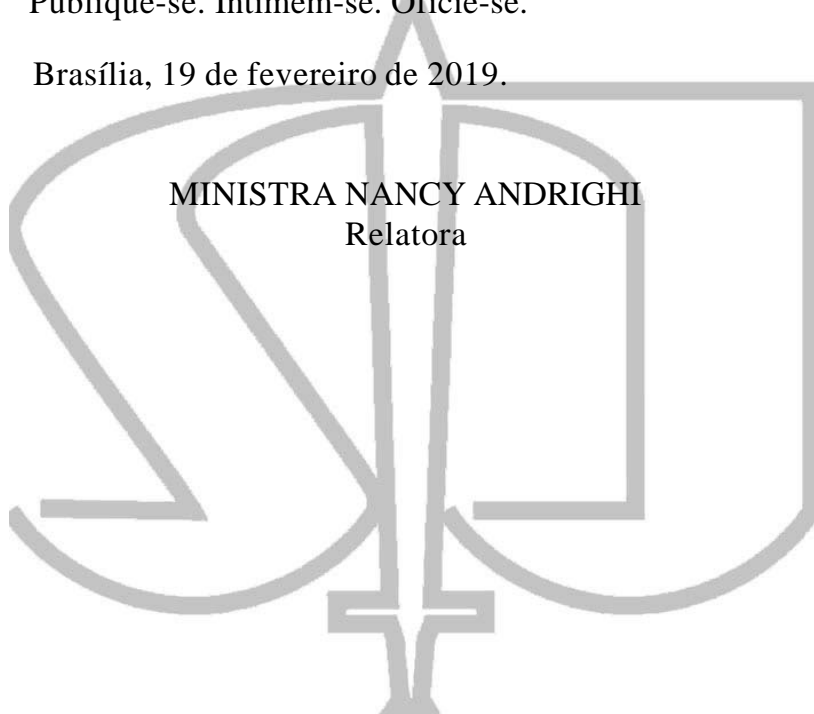 Publique-se. Intimem-se. Oficie-se.
Brasília, 19 de fevereiro de 2019.
MINISTRA NANCY ANDRIGHI
Relatora